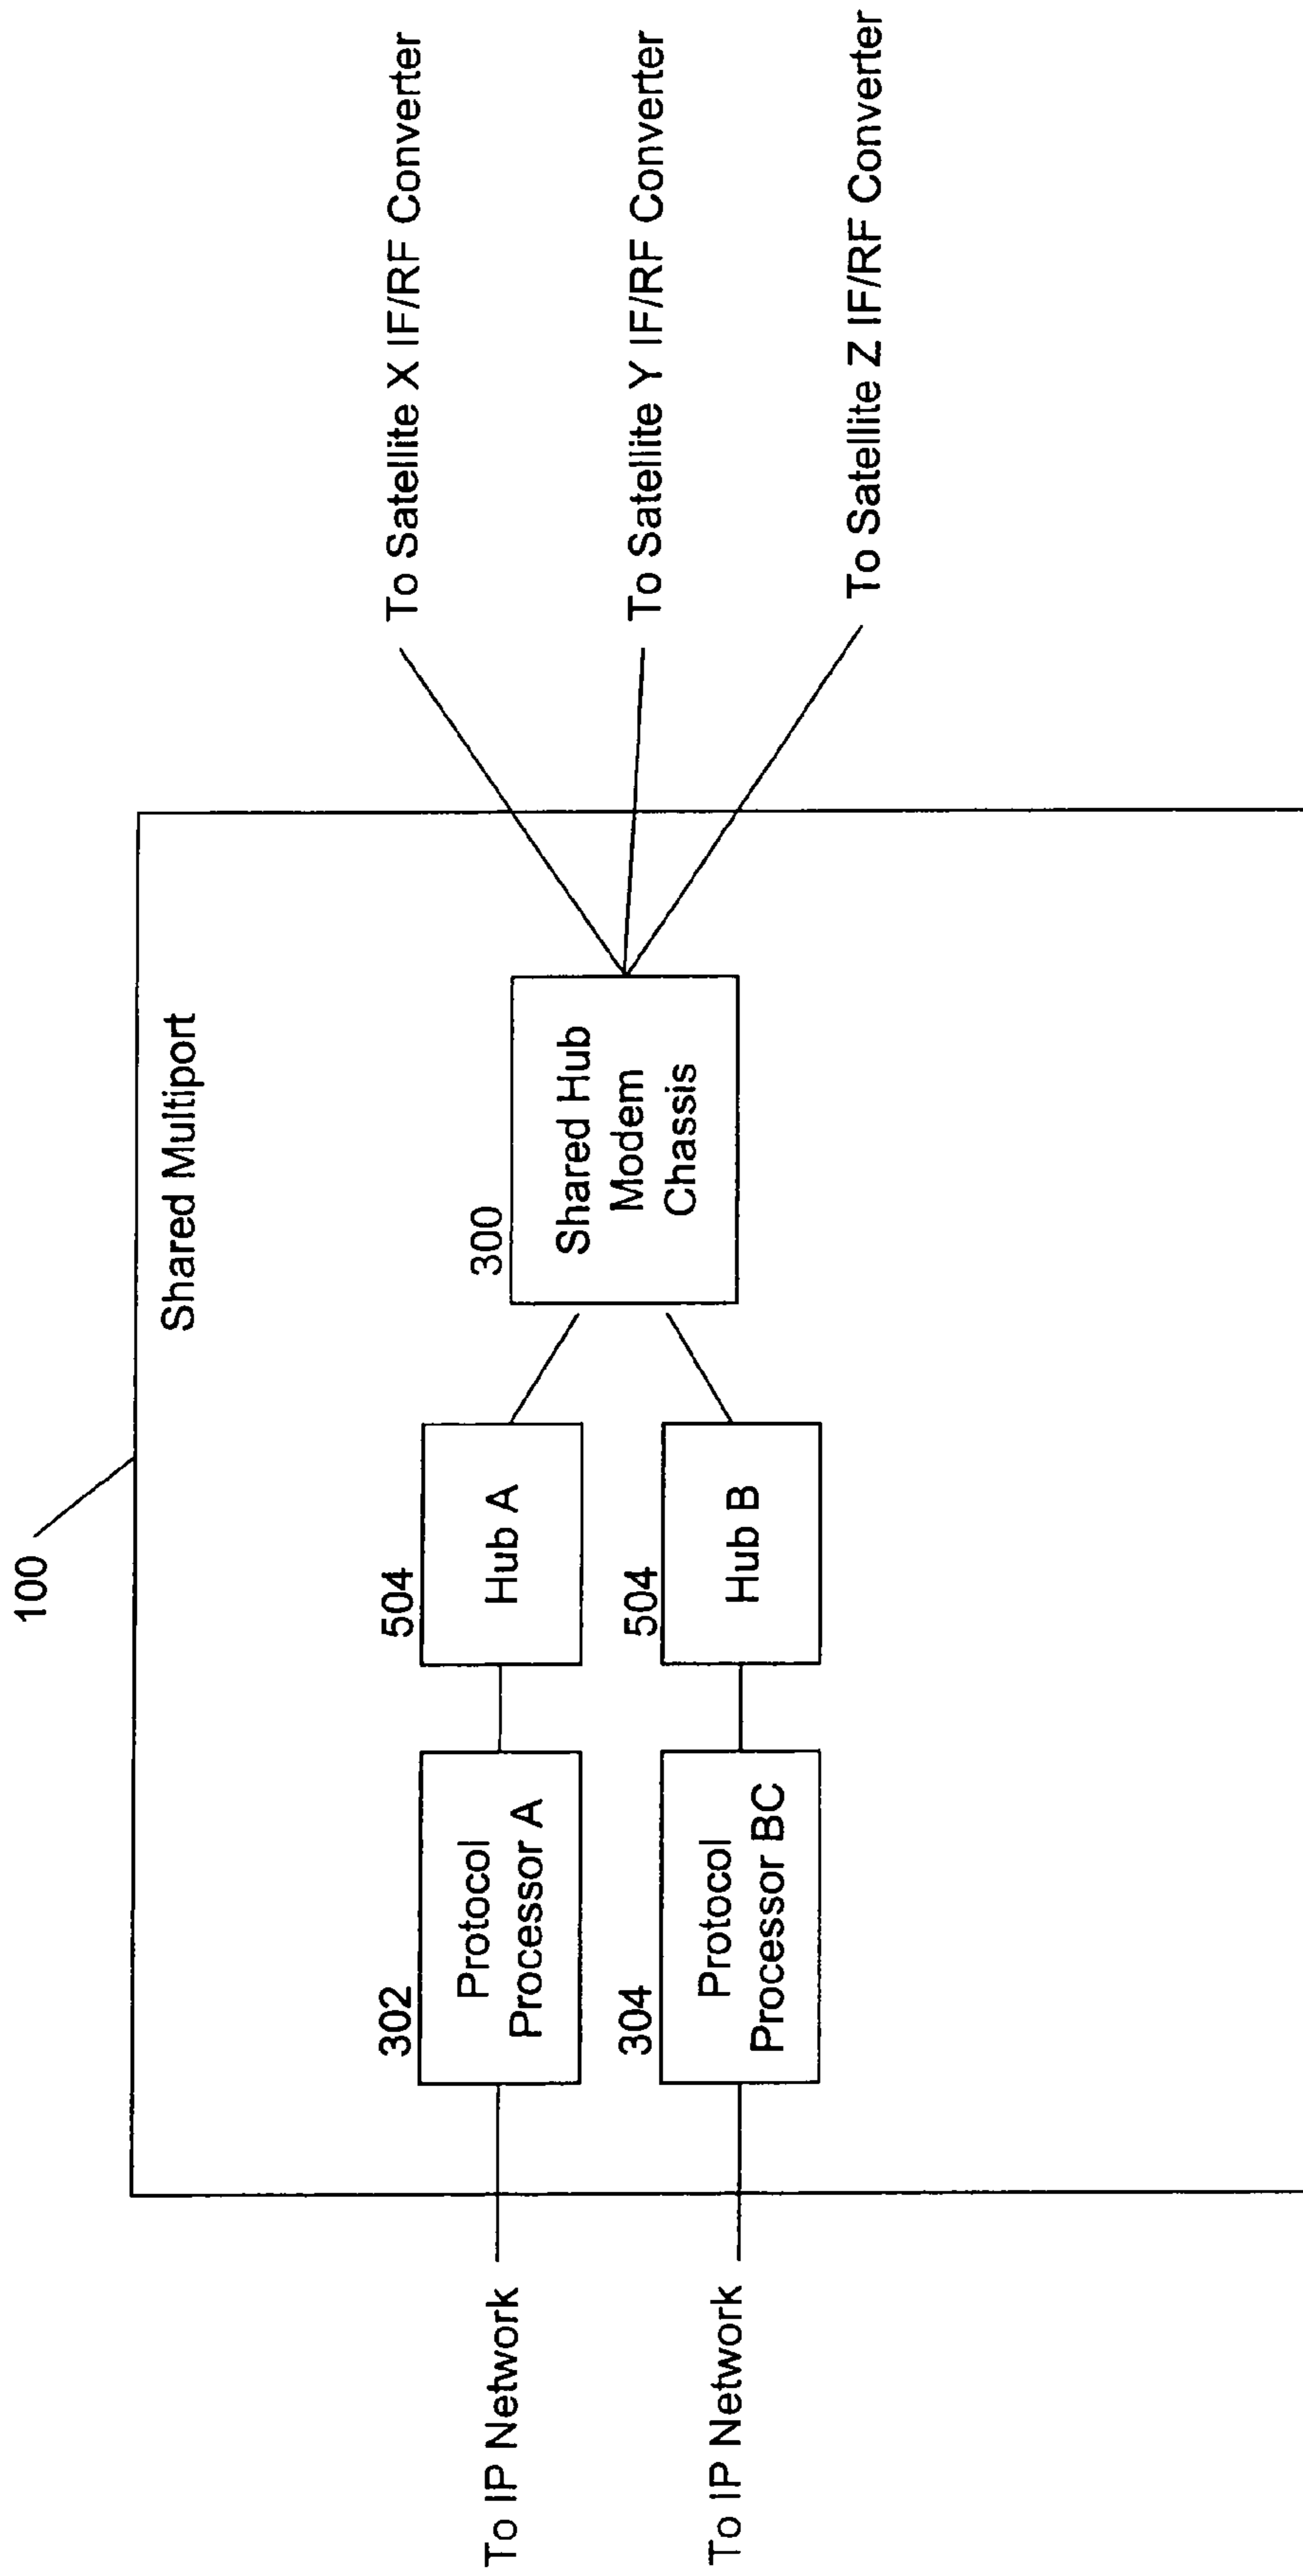 100
Shared Multiport
To IP Network
302
Protocol
Processor A
504
Hub A
300
Shared Hub
Modem
Chassis
To Satellite X IF/RF Converter
To Satellite Y IF/RF Converter
To Satellite Z IF/RF Converter
To IP Network
304
Protocol
Processor BC
504
Hub B